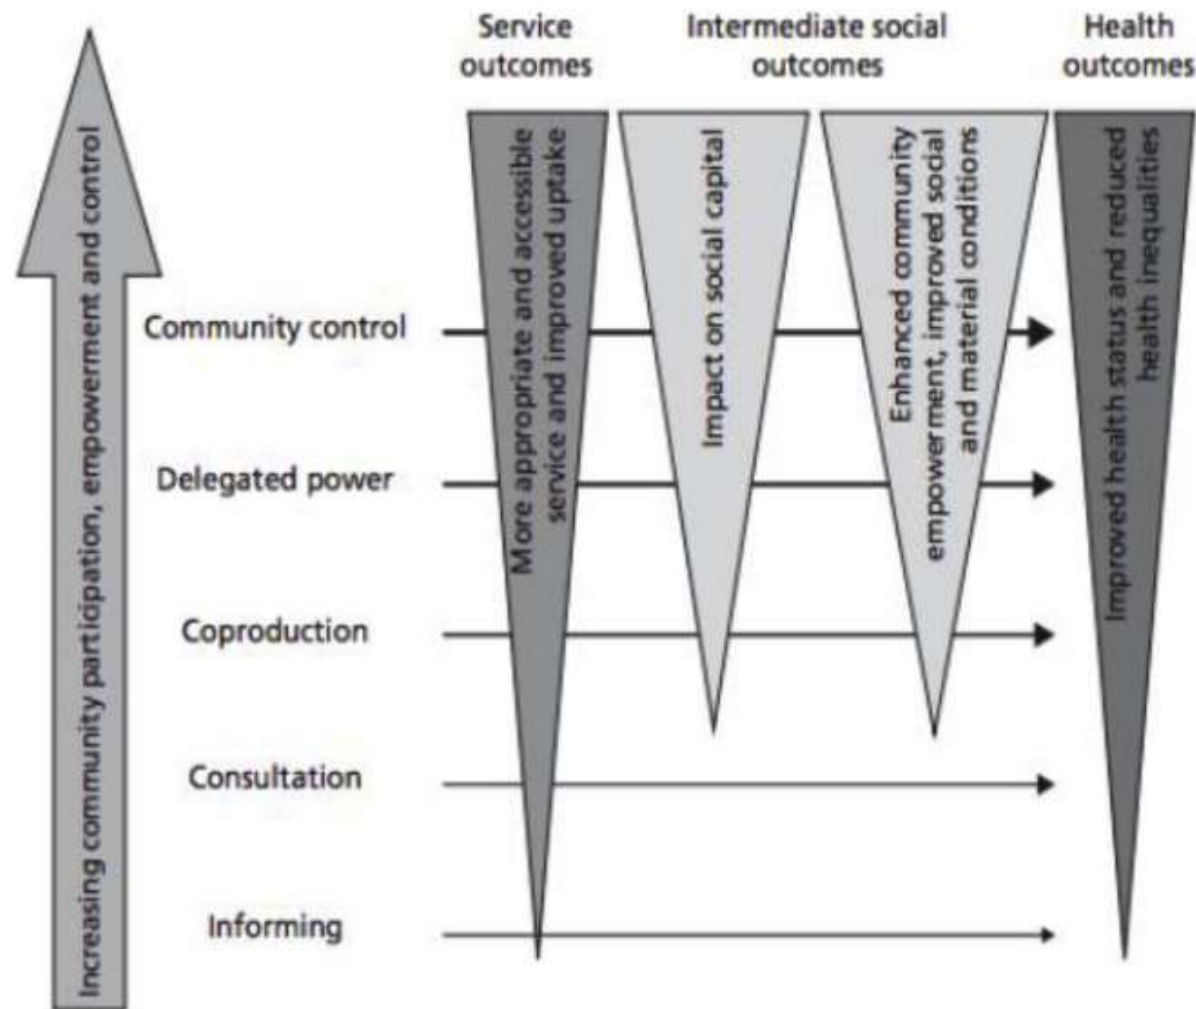 Service
outcomes
Intermediate social
outcomes
Health
outcomes
Increasing community participation, empowerment and control
More appropriate and accessible
service and improved uptake
Impact on social capital
Enhanced community
empowerment, improved social
and material conditions
Improved health status and reduced
health inequalities
Community control
Delegated power
Coproduction
Consultation
Informing